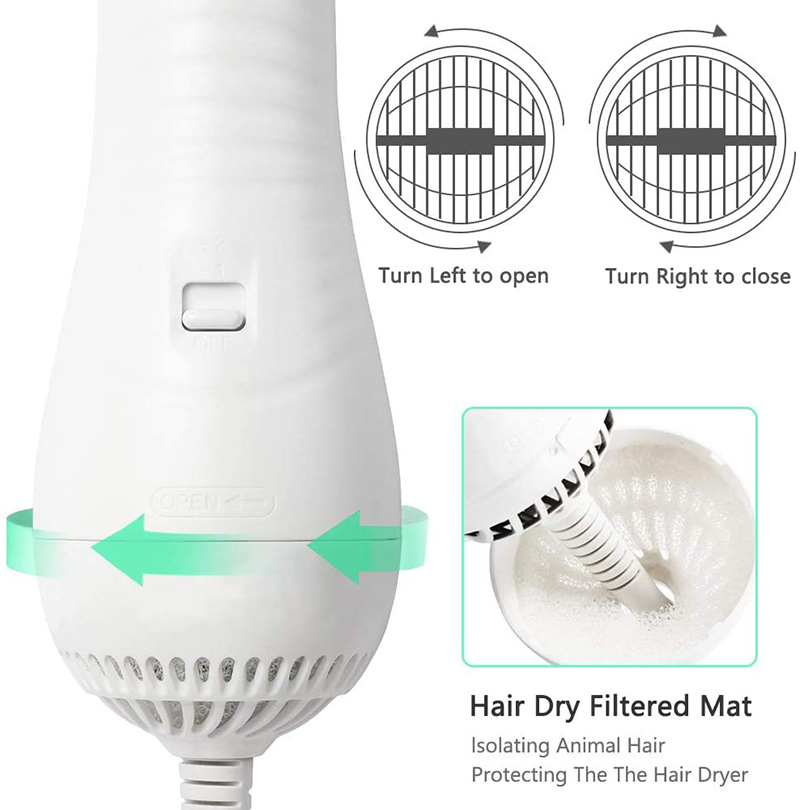 Turn Left to open
Turn Right to close
OPEN
OFF
Hair Dry Filtered Mat
Isolating Animal Hair
Protecting The The Hair Dryer